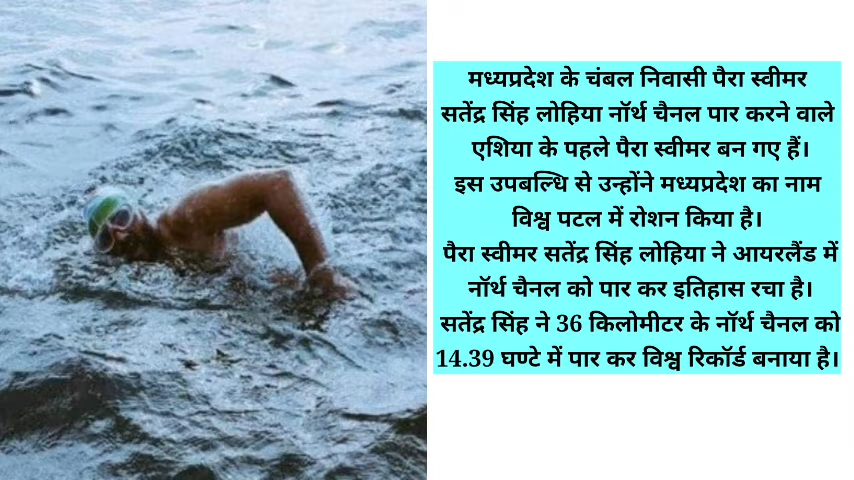 मध्यप्रदेश के चंबल निवासी पैरा स्वीमर
सतेंद्र सिंह लोहिया नॉर्थ चैनल पार करने वाले
एशिया के पहले पैरा स्वीमर बन गए हैं।
इस उपबल्धि से उन्होंने मध्यप्रदेश का नाम
विश्व पटल में रोशन किया है।
पैरा स्वीमर सतेंद्र सिंह लोहिया ने आयरलैंड में
नॉर्थ चैनल को पार कर इतिहास रचा है।
सतेंद्र सिंह ने 36 किलोमीटर के नॉर्थ चैनल को
14.39 घण्टे में पार कर विश्व रिकॉर्ड बनाया है।